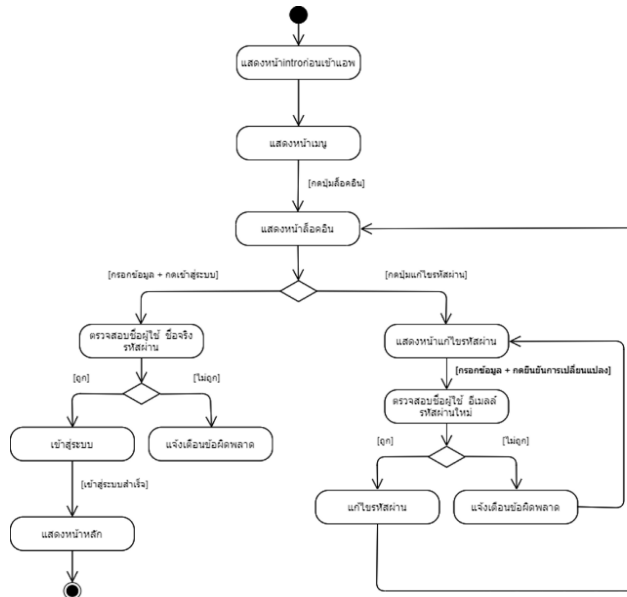 แสดงหน้าintroก่อนเข้าแอพ
แสดงหน้าเมนู
[กดปุ่มล็อคอิน]
แสดงหน้าล็อคอิน
[กรอกข้อมูล + กดเข้าสู่ระบบ]
[กดปุ่มแก้ไขรหัสผ่าน]
ตรวจสอบชื่อผู้ใช้ ชื่อจริง
รหัสผ่าน
แสดงหน้าแก้ไขรหัสผ่าน
[ถูก]
[ไม่ถูก]
[กรอกข้อมูล + กดยืนยันการเปลี่ยนแปลง]
ตรวจสอบชื่อผู้ใช้ อีเมลล์
รหัสผ่านใหม่
เข้าสู่ระบบ
แจ้งเตือนข้อผิดพลาด
[ถูก]
[ไม่ถูก]
[เข้าสู่ระบบสำเร็จ]
แก้ไขรหัสผ่าน
แจ้งเตือนข้อผิดพลาด
แสดงหน้าหลัก